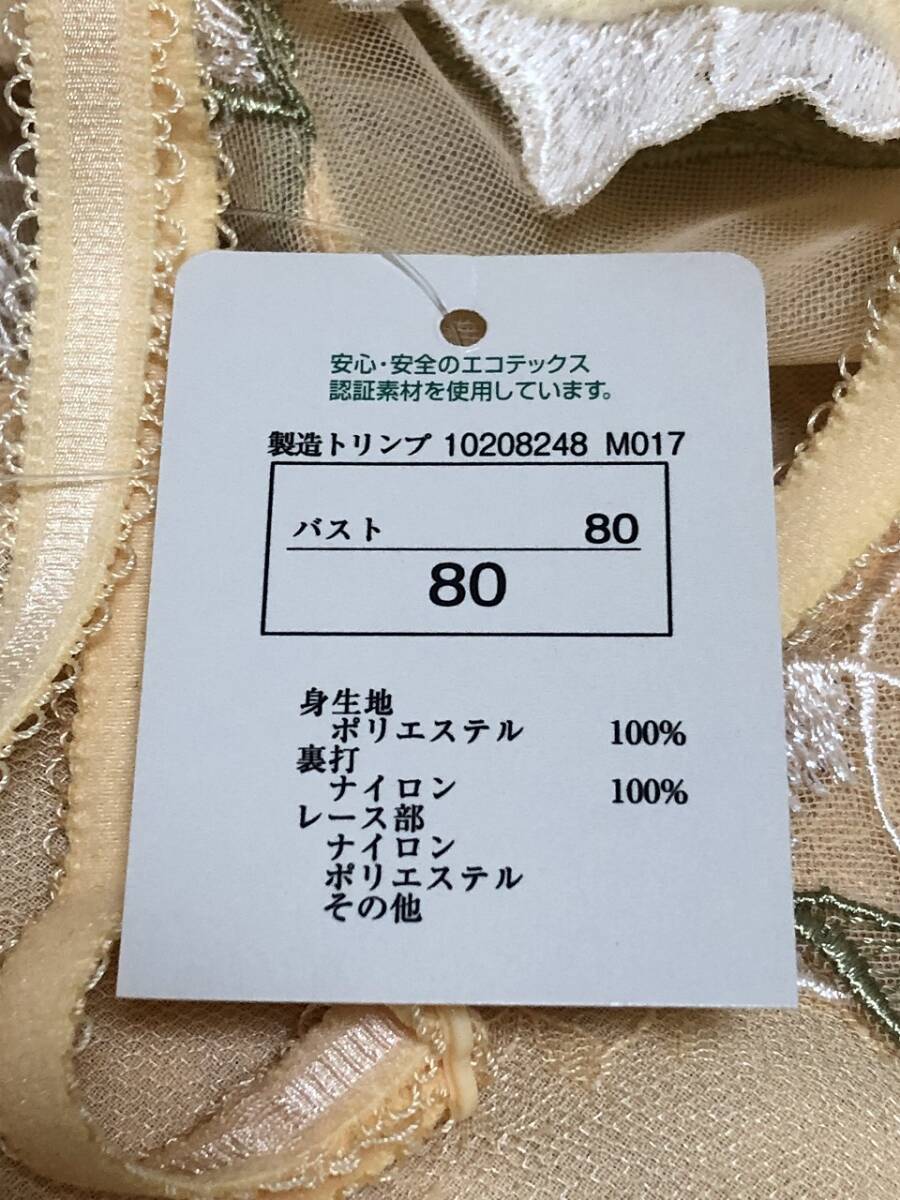 安心・安全のエコテックス
認証素材を使用しています。
製造トリンプ 10208248 M017
バスト 80
80
身生地
ポリエステル 100%
裏打
ナイロン 100%
レース部
ナイロン
ポリエステル
その他